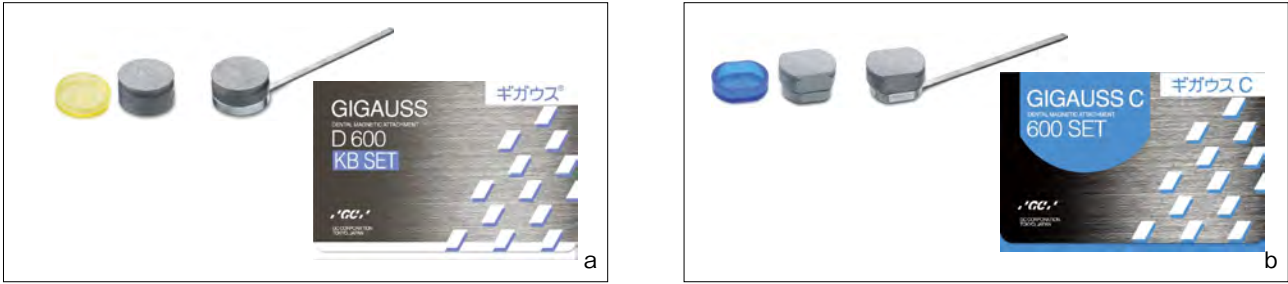 ギガウス®
GIGAUSS
DENTAL MAGNETIC ATTACHMENT
D 600
KB SET
'GC,'
GC CORPORATION
TOKYO, JAPAN
a
ギガウス C
GIGAUSS C
DENTAL MAGNETIC ATTACHMENT
600 SET
'GC,'
GC CORPORATION
TOKYO, JAPAN
b